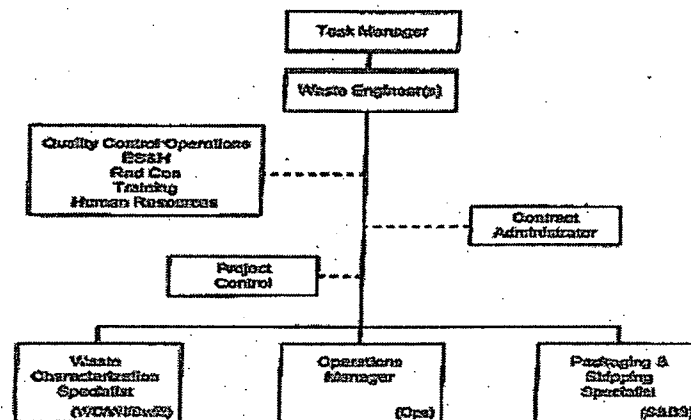 Task Manager
Waste Engineer(s)
Quality Control Operations
ES&H
Rad Con
Training
Human Resources
Contract
Administrator
Project
Control
Waste
Characterization
Specialist
Operations
Manager
(Ops)
Packaging &
Shipping
Specialist